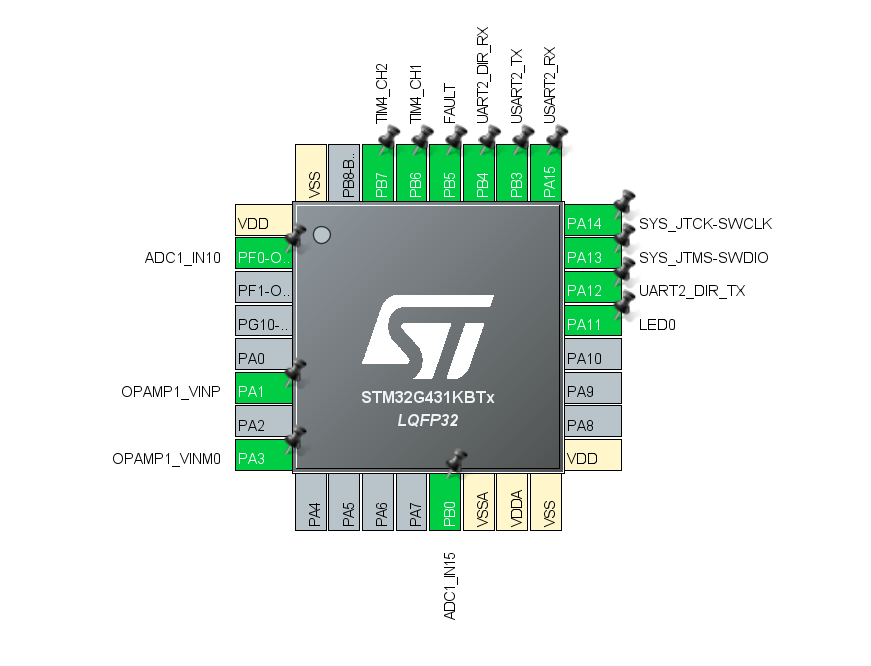 TIM4_CH2
TIM4_CH1
FAULT
UART2_DIR_RX
USART2_TX
USART2_RX
VSS
PB8-B..
PB7
PB6
PB5
PB4
PB3
PA15
VDD
PA14
SYS_JTCK-SWCLK
ADC1_IN10
PF0-O..
PA13
SYS_JTMS-SWDIO
PF1-O..
PA12
UART2_DIR_TX
PG10-..
PA11
LED0
PA0
PA10
OPAMP1_VINP
PA1
PA9
PA2
PA8
OPAMP1_VINM0
PA3
VDD
ST
STM32G431KBTx
LQFP32
PA4
PA5
PA6
PA7
PB0
VSSA
VDDA
VSS
ADC1_IN15